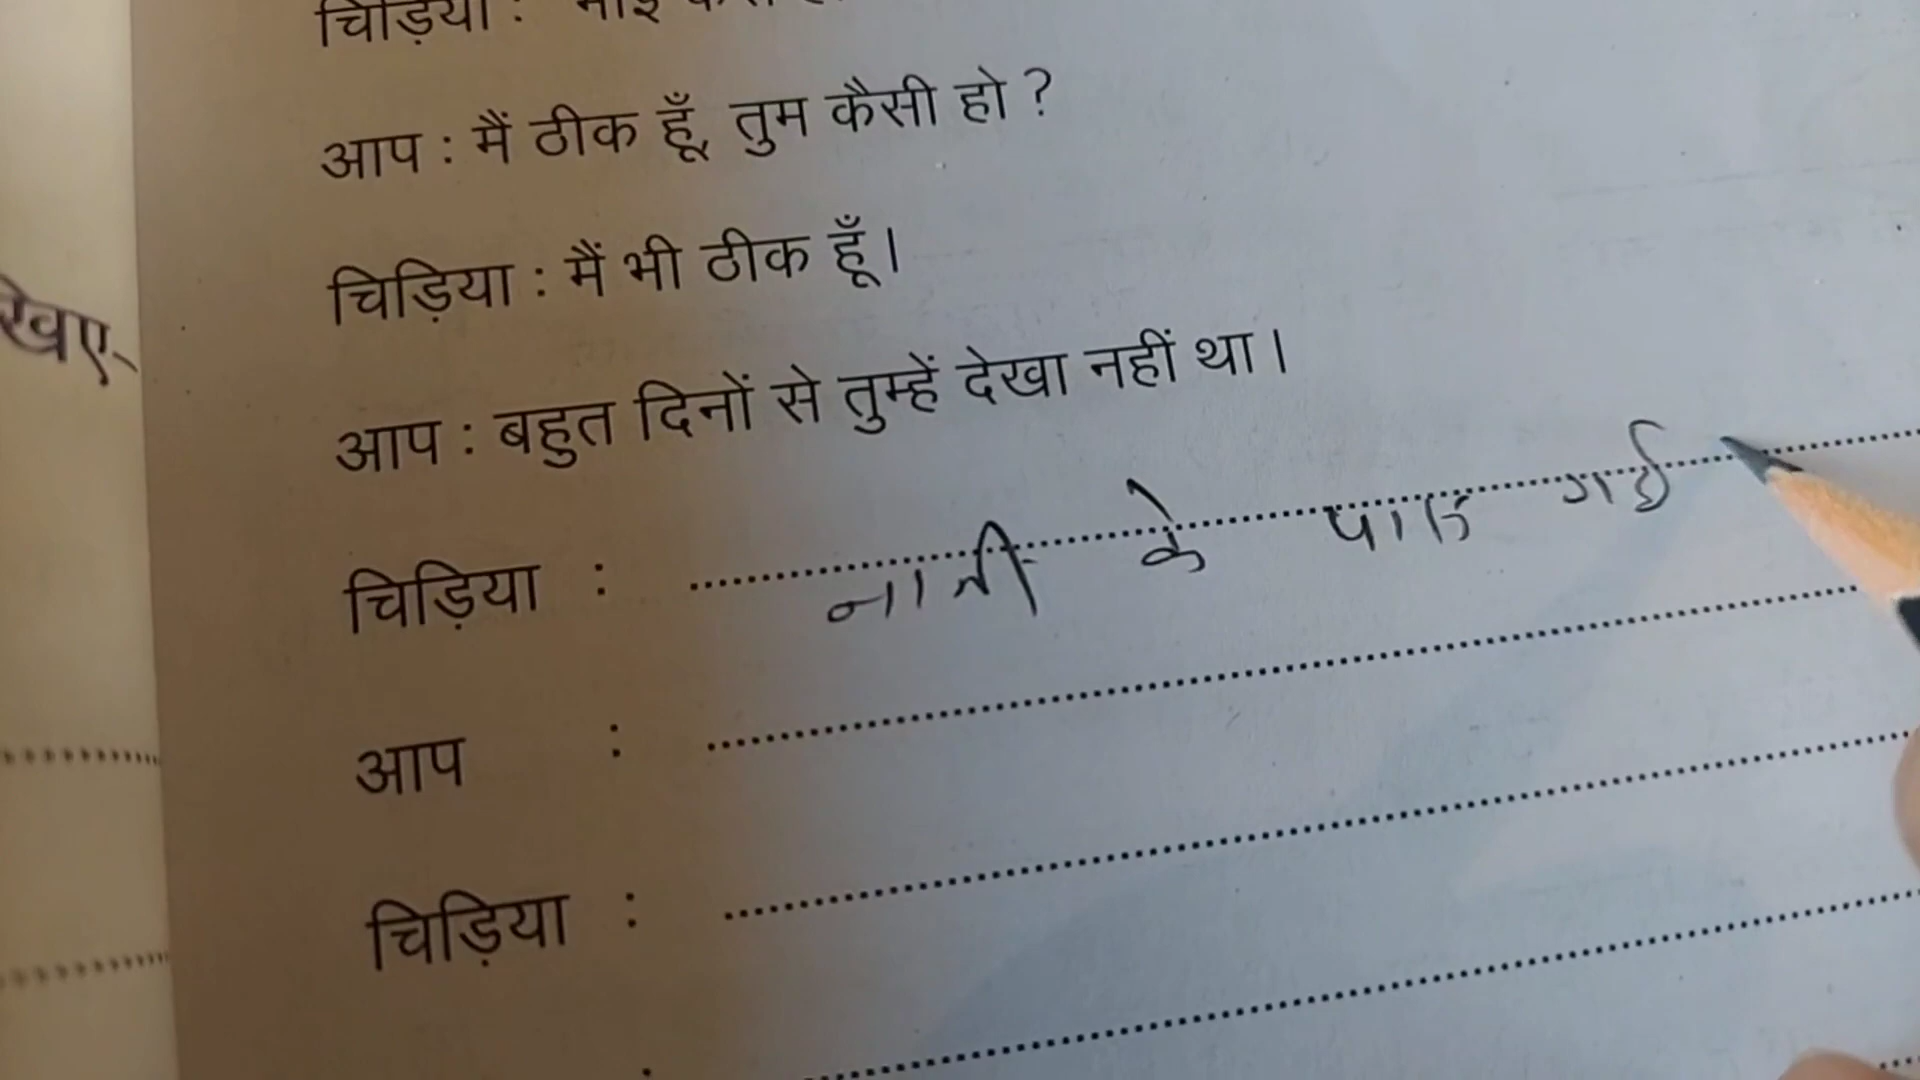 चिड़िया :
आप : मैं ठीक हूँ, तुम कैसी हो ?
चिड़िया : मैं भी ठीक हूँ।
खिए-
आप : बहुत दिनों से तुम्हें देखा नहीं था।
चिड़िया : नानी के पास गई
आप :
चिड़िया :